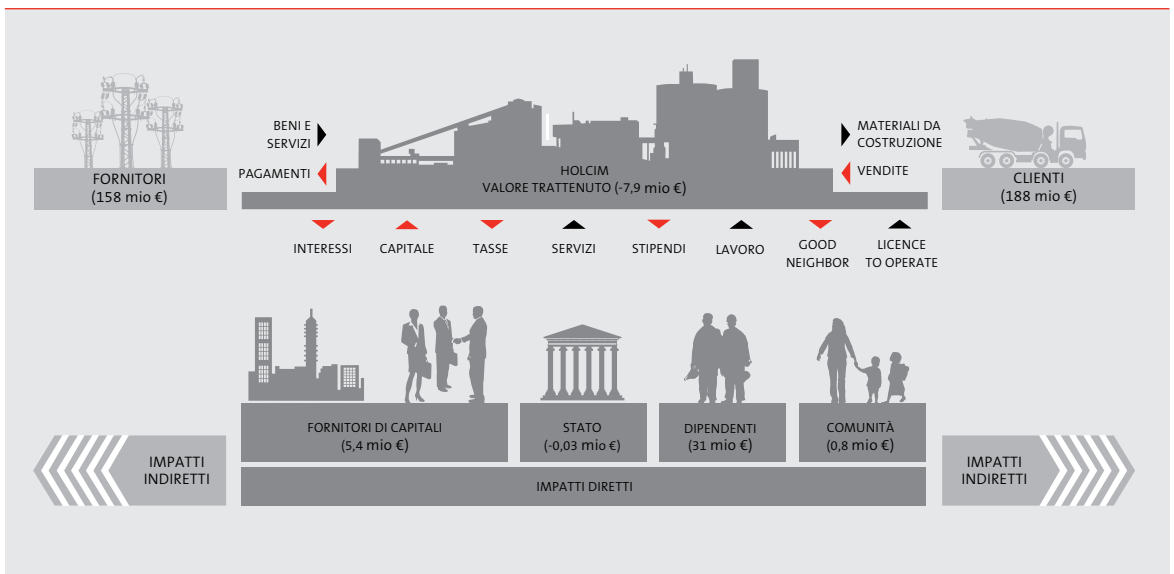 BENI E
SERVIZI
PAGAMENTI
FORNITORI
(158 mio €)
HOLCIM
VALORE TRATTENUTO (-7,9 mio €)
MATERIALI DA
COSTRUZIONE
VENDITE
CLIENTI
(188 mio €)
INTERESSI
CAPITALE
TASSE
SERVIZI
STIPENDI
LAVORO
GOOD
NEIGHBOR
LICENCE
TO OPERATE
FORNITORI DI CAPITALI
(5,4 mio €)
STATO
(-0,03 mio €)
DIPENDENTI
(31 mio €)
COMUNITÀ
(0,8 mio €)
IMPATTI
INDIRETTI
IMPATTI DIRETTI
IMPATTI
INDIRETTI